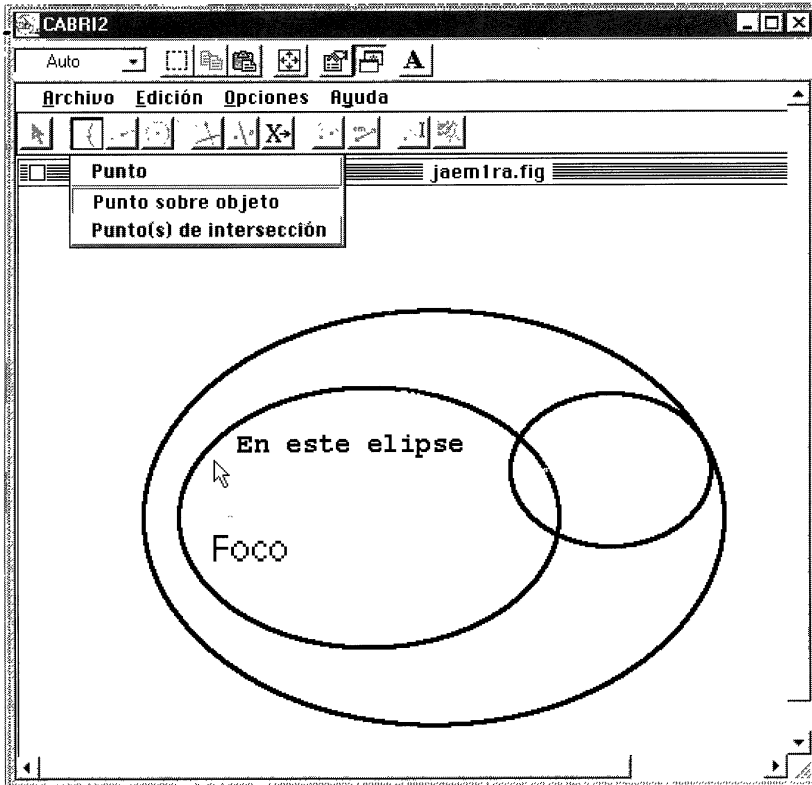 CABRI2
Auto
A
Archivo Edición Opciones Ayuda
X
I
Punto
jaem1ra.fig
Punto sobre objeto
Punto(s) de intersección
En este elipse
Foco